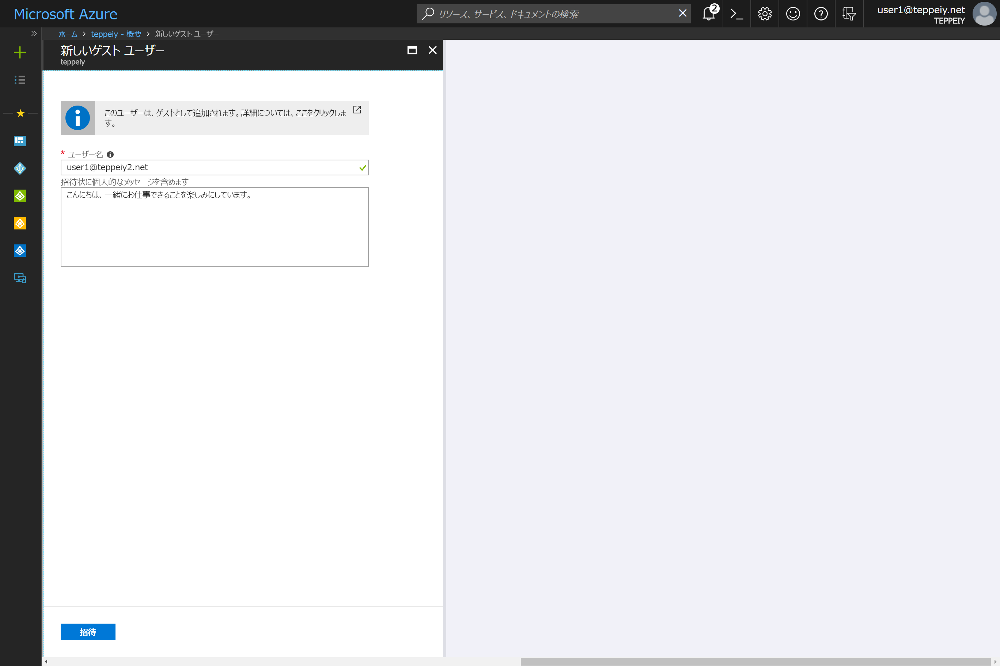 Microsoft Azure
リソース、サービス、ドキュメントの検索
2
user1@teppeiy.net
TEPPEIY
ホーム > teppeiy - 概要 > 新しいゲスト ユーザー
新しいゲスト ユーザー
teppeiy
このユーザーは、ゲストとして追加されます。詳細については、ここをクリックしま
す。
* ユーザー名
user1@teppeiy2.net
招待状に個人的なメッセージを含めます
こんにちは、一緒にお仕事できることを楽しみにしています。
招待